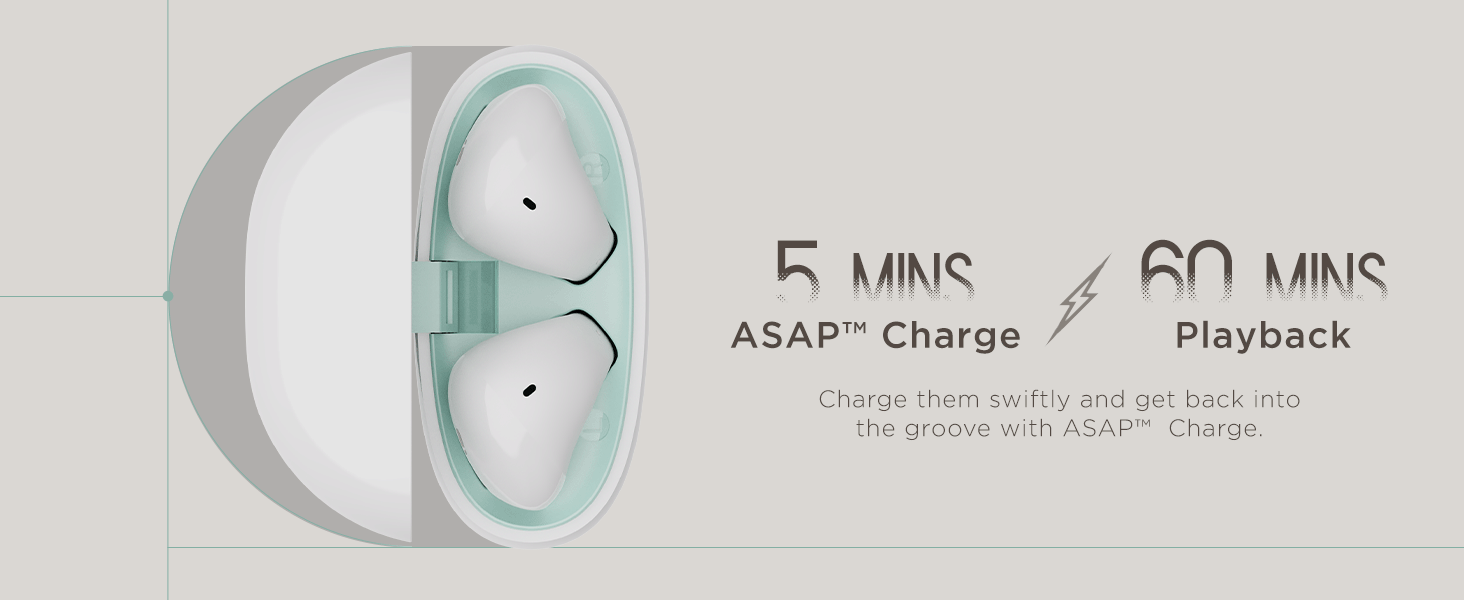 5 MINS
ASAP™ Charge
60 MINS
Playback
Charge them swiftly and get back into
the groove with ASAP™ Charge.